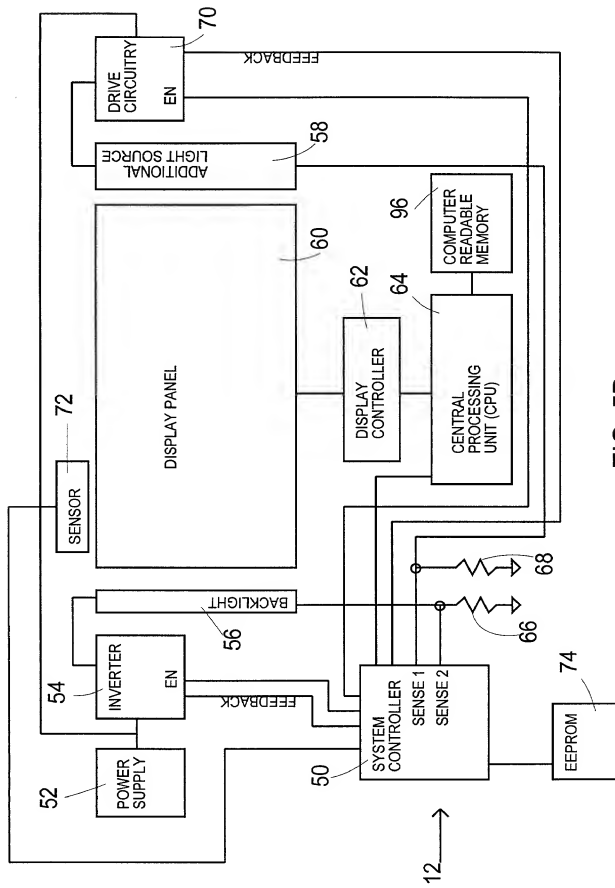 72
SENSOR
54
INVERTER
EN
FEEDBACK
52
POWER
SUPPLY
BACKLIGHT
56
DISPLAY PANEL
60
ADDITIONAL
LIGHT SOURCE
58
DRIVE
CIRCUITRY
EN
70
FEEDBACK
62
DISPLAY
CONTROLLER
64
CENTRAL
PROCESSING
UNIT (CPU)
96
COMPUTER
READABLE
MEMORY
50
SYSTEM
CONTROLLER
SENSE 1
SENSE 2
68
66
74
EEPROM
12